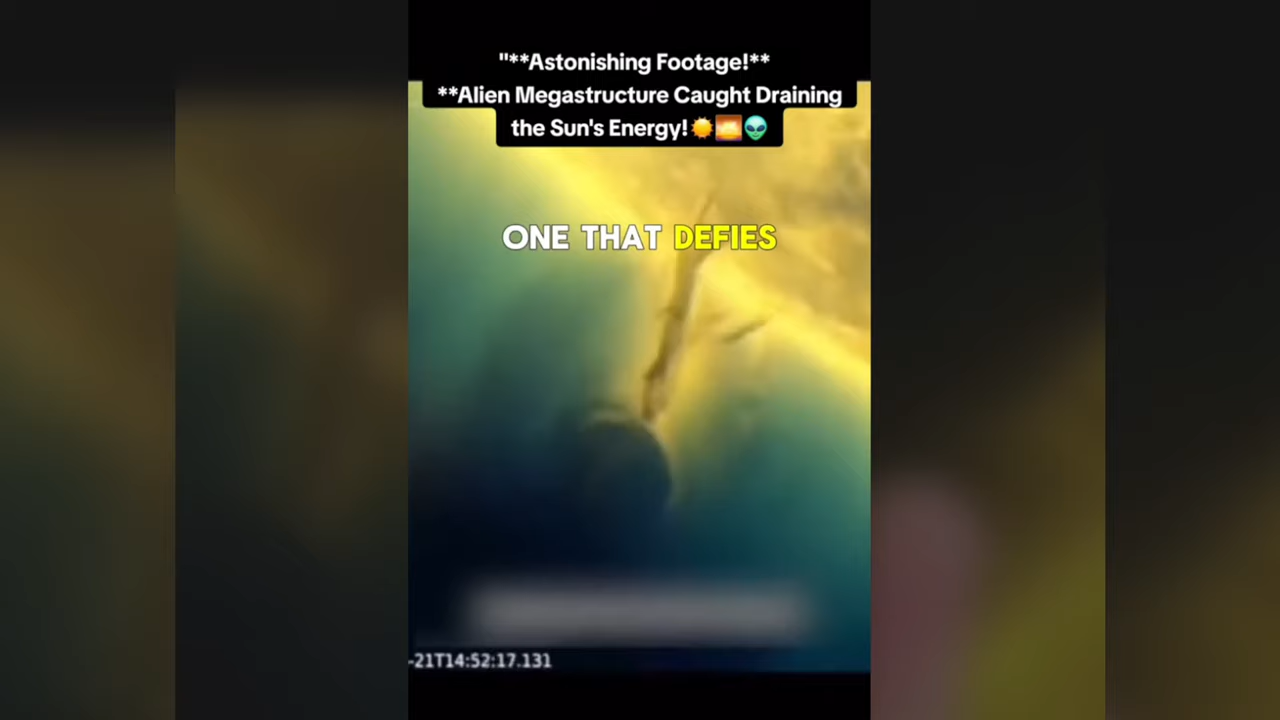 "**Astonishing Footage!**
**Alien Megastructure Caught Draining
the Sun's Energy!☀️🌅👽
ONE THAT DEFIES
-21T14:52:17.131